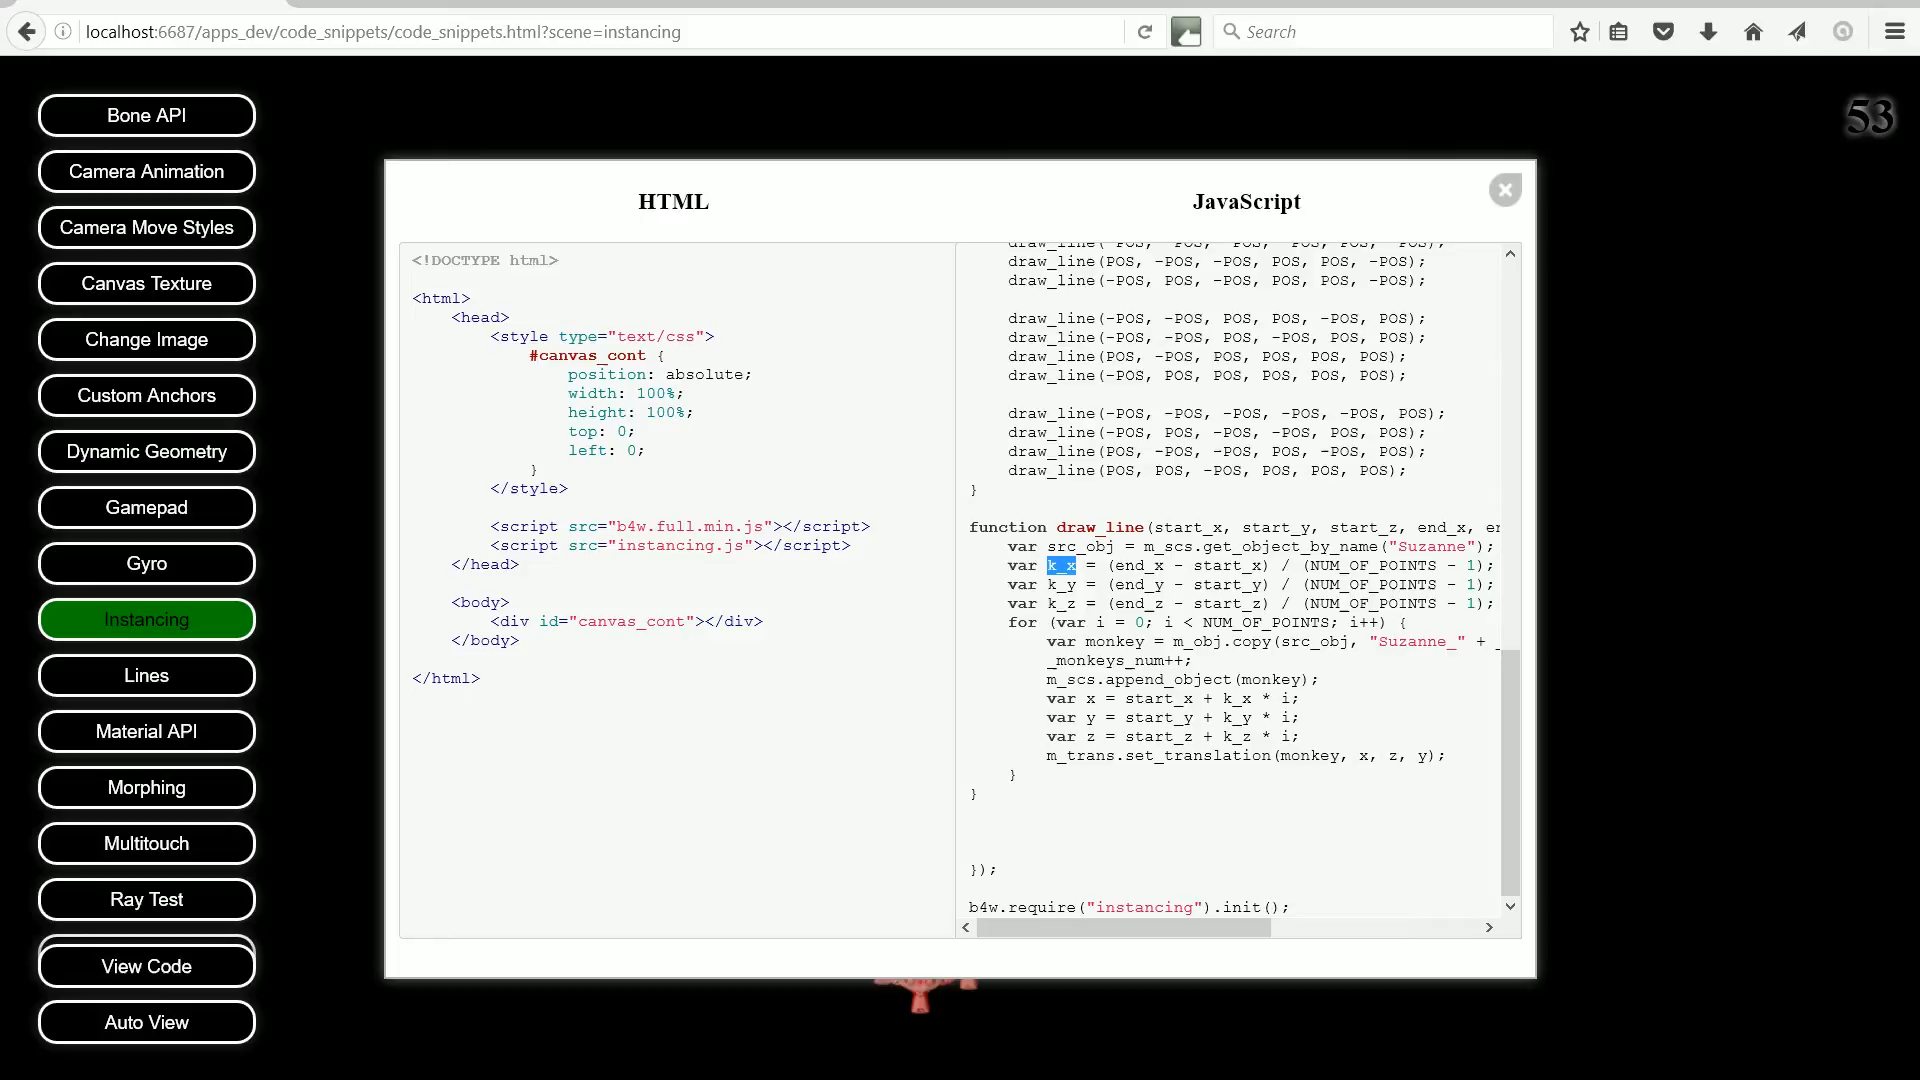 localhost:6687/apps_dev/code_snippets/code_snippets.html?scene=instancing
Search
Bone API
Camera Animation
Camera Move Styles
Canvas Texture
Change Image
Custom Anchors
Dynamic Geometry
Gamepad
Gyro
Instancing
Lines
Material API
Morphing
Multitouch
Ray Test
View Code
Auto View
53
HTML
<!DOCTYPE html>
<html>
<head>
<style type="text/css">
#canvas_cont {
position: absolute;
width: 100%;
height: 100%;
top: 0;
left: 0;
}
</style>
<script src="b4w.full.min.js"></script>
<script src="instancing.js"></script>
</head>
<body>
<div id="canvas_cont"></div>
</body>
</html>
JavaScript
draw_line(-POS, -POS, -POS, -POS, POS, -POS);
draw_line(POS, -POS, -POS, POS, POS, -POS);
draw_line(-POS, POS, -POS, POS, POS, -POS);
draw_line(-POS, -POS, POS, POS, -POS, POS);
draw_line(-POS, -POS, POS, -POS, POS, POS);
draw_line(POS, -POS, POS, POS, POS, POS);
draw_line(-POS, POS, POS, POS, POS, POS);
draw_line(-POS, -POS, -POS, -POS, -POS, POS);
draw_line(-POS, POS, -POS, -POS, POS, POS);
draw_line(POS, -POS, -POS, POS, -POS, POS);
draw_line(POS, POS, -POS, POS, POS, POS);
}
function draw_line(start_x, start_y, start_z, end_x, en
var src_obj = m_scs.get_object_by_name("Suzanne");
var k_x = (end_x - start_x) / (NUM_OF_POINTS - 1);
var k_y = (end_y - start_y) / (NUM_OF_POINTS - 1);
var k_z = (end_z - start_z) / (NUM_OF_POINTS - 1);
for (var i = 0; i < NUM_OF_POINTS; i++) {
var monkey = m_obj.copy(src_obj, "Suzanne_" + _
_monkeys_num++;
m_scs.append_object(monkey);
var x = start_x + k_x * i;
var y = start_y + k_y * i;
var z = start_z + k_z * i;
m_trans.set_translation(monkey, x, z, y);
}
}
});
b4w.require("instancing").init();